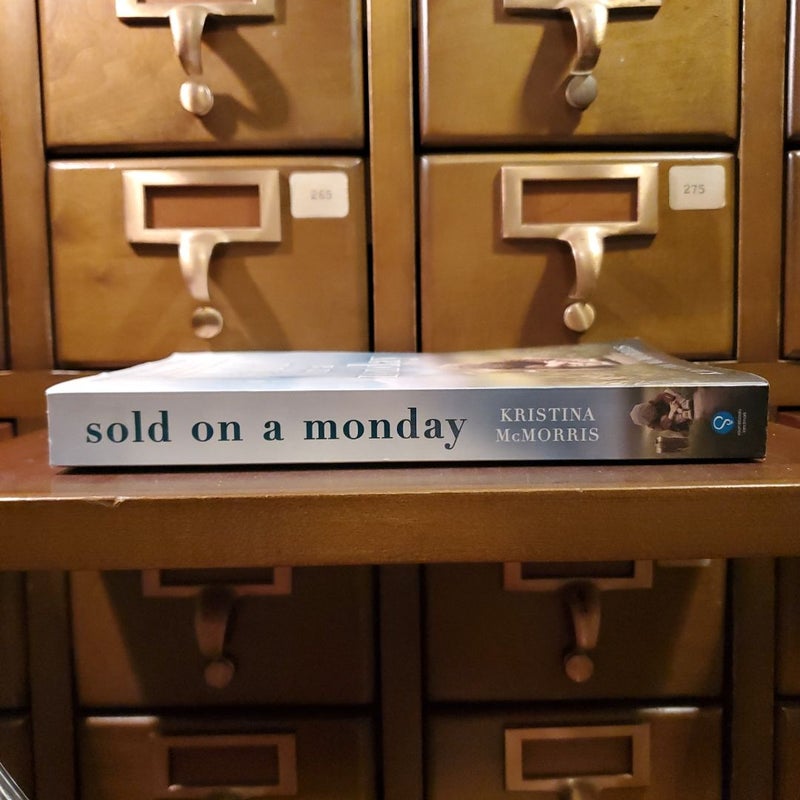 265
275
sold on a monday
KRISTINA
McMORRIS